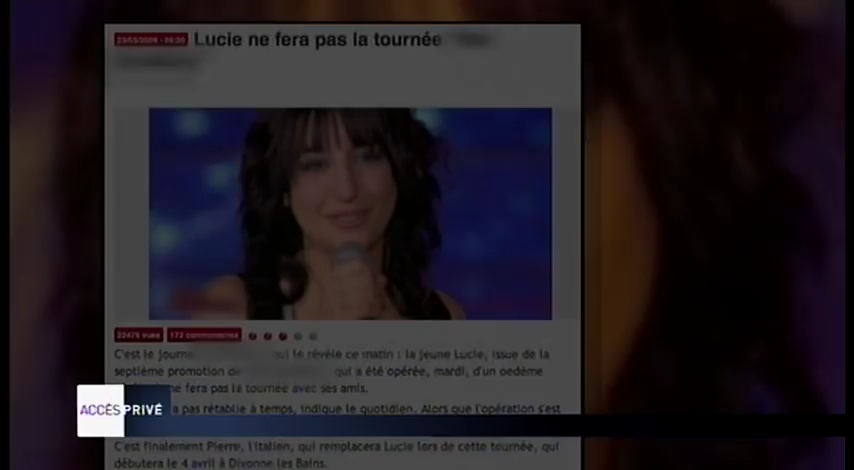 Lucie ne fera pas la tournée
22475 vues 172 commentaires
C'est le journ qui le révèle ce matin : la jeune Lucie, issue de la
septième promotion de qui a été opérée, mardi, d'un oedème
ne fera pas la tournée avec ses amis.
a pas rétablie à temps, indique le quotidien. Alors que l'opération s'est
ACCÈS PRIVÉ
C'est finalement Pierre, l'italien, qui remplacera Lucie lors de cette tournée, qui
débutera le 4 avril à Divonne les Bains.